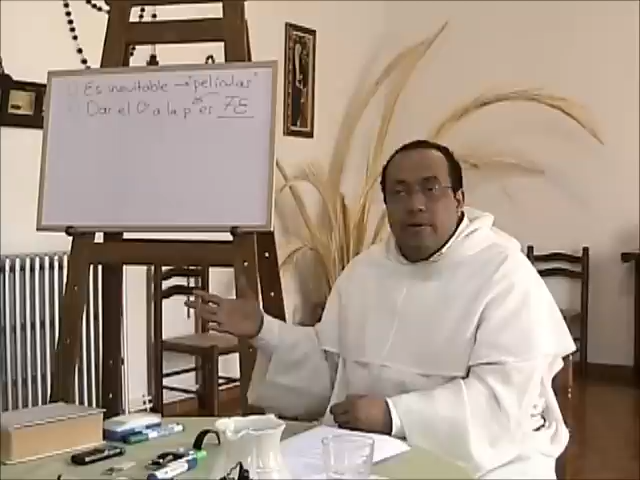 Es inevitable → "películas"
Dar el a la FE